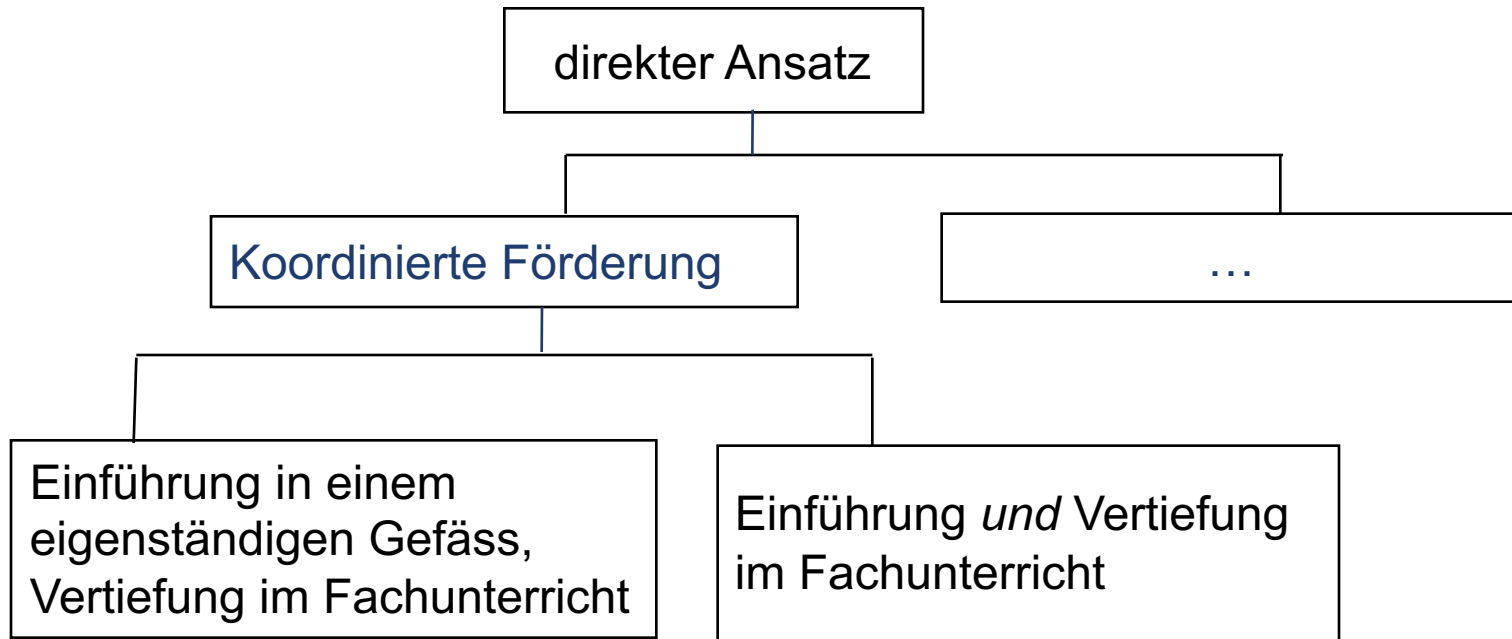 direkter Ansatz
Koordinierte Förderung
…
Einführung in einem
eigenständigen Gefäss,
Vertiefung im Fachunterricht
Einführung und Vertiefung
im Fachunterricht